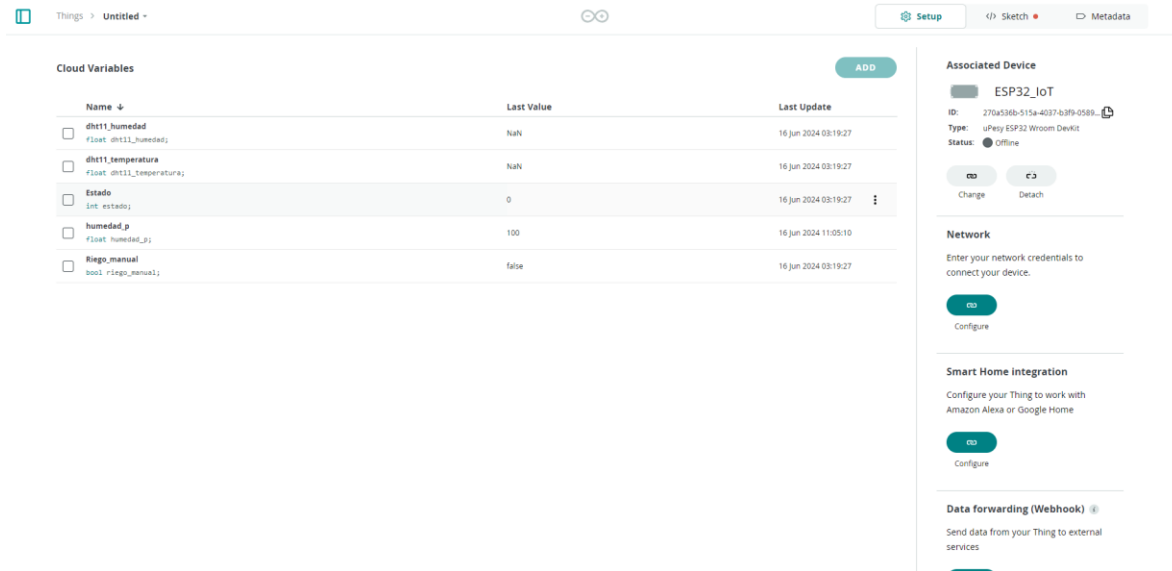 Things > Untitled
Setup
</> Sketch
Metadata
Cloud Variables
ADD
Name ↓ Last Value Last Update
dht11_humedad
float dht11_humedad;
NaN
16 Jun 2024 03:19:27
dht11_temperatura
float dht11_temperatura;
NaN
16 Jun 2024 03:19:27
Estado
int estado;
0
16 Jun 2024 03:19:27
humedad_p
float humedad_p;
100
16 Jun 2024 11:05:10
Riego_manual
bool riego_manual;
false
16 Jun 2024 03:19:27
Associated Device
ESP32_IoT
ID: 270a536b-515a-4037-b3f9-0589...
Type: uPesy ESP32 Wroom DevKit
Status: Offline
Change
Detach
Network
Enter your network credentials to
connect your device.
Configure
Smart Home integration
Configure your Thing to work with
Amazon Alexa or Google Home
Configure
Data forwarding (Webhook) i
Send data from your Thing to external
services